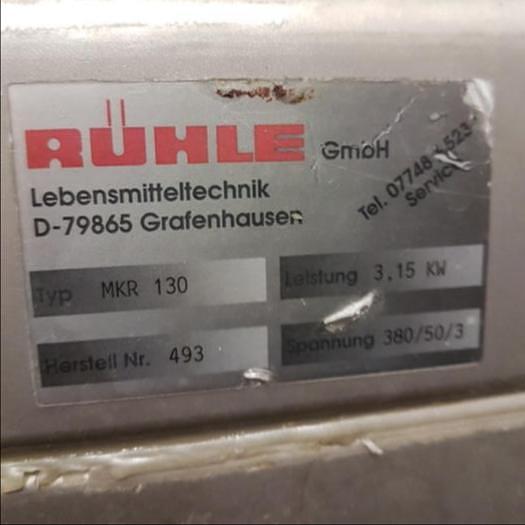 RÜHLE GmbH
Lebensmitteltechnik
D-79865 Grafenhausen
Tel. 07748 / 523-
Service
Typ MKR 130
Leistung 3.15 KW
Herstell Nr. 493
Spannung 380/50/3